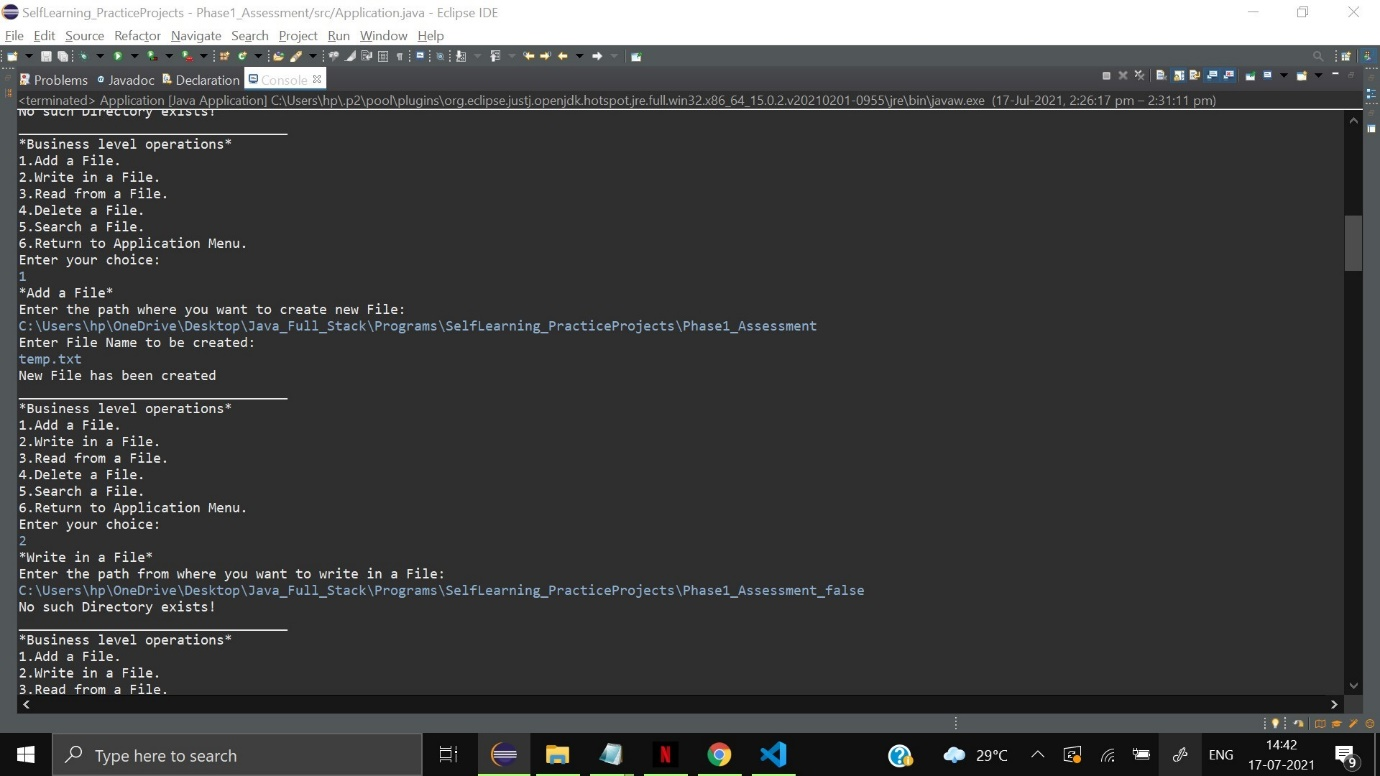 SelfLearning_PracticeProjects - Phase1_Assessment/src/Application.java - Eclipse IDE
File Edit Source Refactor Navigate Search Project Run Window Help
Problems Javadoc Declaration Console
<terminated> Application [Java Application] C:\Users\hp\.p2\pool\plugins\org.eclipse.justj.openjdk.hotspot.jre.full.win32.x86_64_15.0.2.v20210201-0955\jre\bin\javaw.exe (17-Jul-2021, 2:26:17 pm – 2:31:11 pm)
No such Directory exists!
*Business level operations*
1.Add a File.
2.Write in a File.
3.Read from a File.
4.Delete a File.
5.Search a File.
6.Return to Application Menu.
Enter your choice:
1
*Add a File*
Enter the path where you want to create new File:
C:\Users\hp\OneDrive\Desktop\Java_Full_Stack\Programs\SelfLearning_PracticeProjects\Phase1_Assessment
Enter File Name to be created:
temp.txt
New File has been created
*Business level operations*
1.Add a File.
2.Write in a File.
3.Read from a File.
4.Delete a File.
5.Search a File.
6.Return to Application Menu.
Enter your choice:
2
*Write in a File*
Enter the path from where you want to write in a File:
C:\Users\hp\OneDrive\Desktop\Java_Full_Stack\Programs\SelfLearning_PracticeProjects\Phase1_Assessment_false
No such Directory exists!
*Business level operations*
1.Add a File.
2.Write in a File.
3.Read from a File.
Type here to search
29°C
ENG
14:42
17-07-2021
9